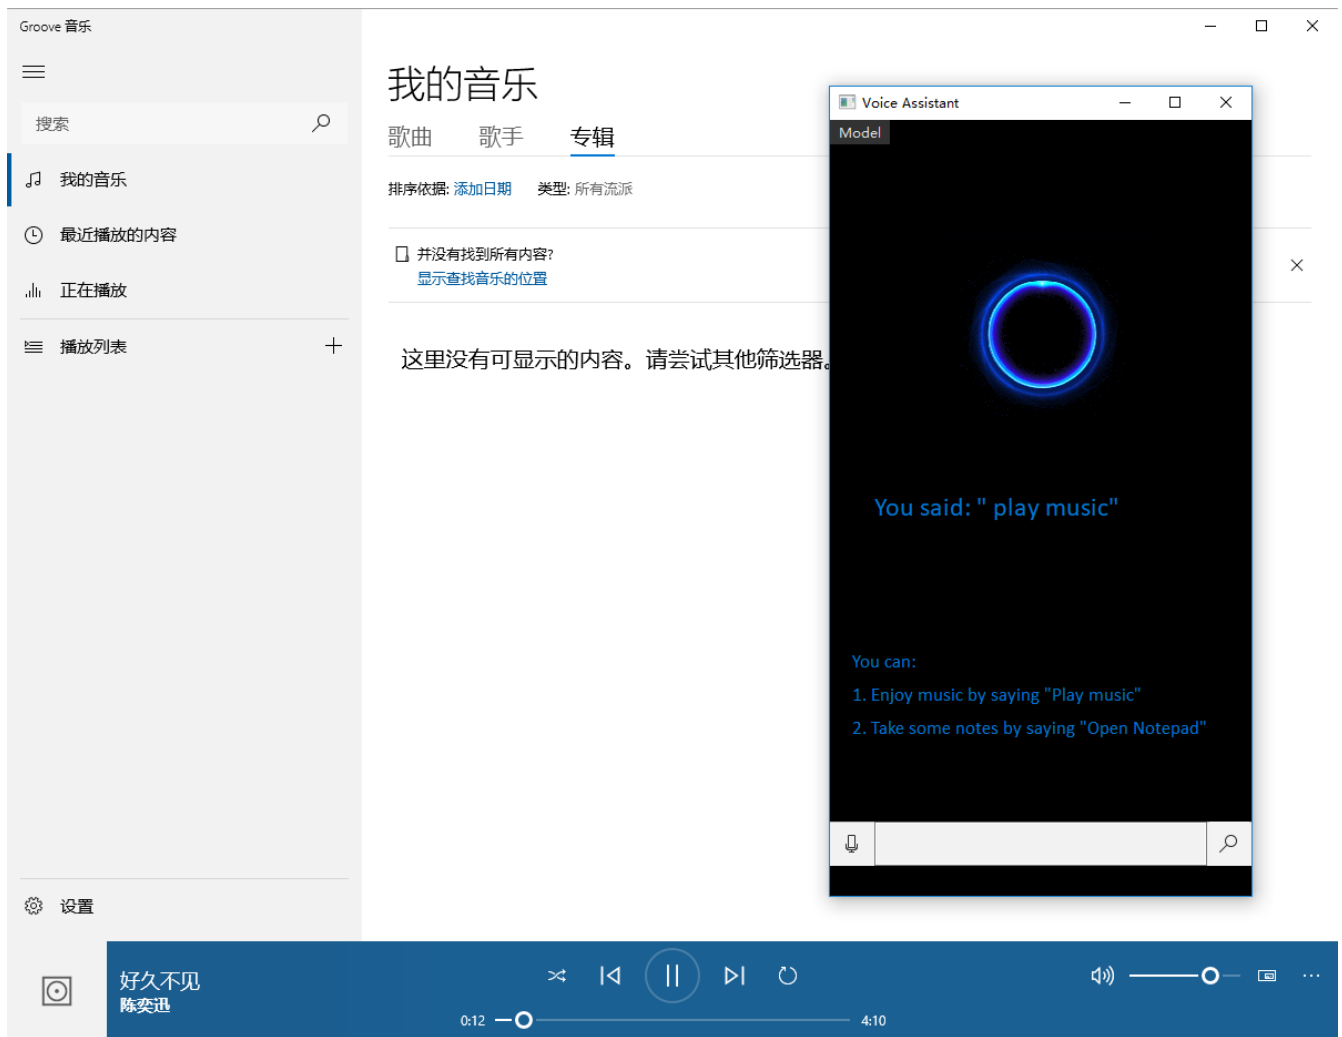 Groove 音乐
搜索
我的音乐
最近播放的内容
正在播放
播放列表
设置
我的音乐
歌曲 歌手 专辑
排序依据: 添加日期 类型: 所有流派
并没有找到所有内容?
显示查找音乐的位置
这里没有可显示的内容。请尝试其他筛选器。
Voice Assistant
Model
You said: " play music"
You can:
1. Enjoy music by saying "Play music"
2. Take some notes by saying "Open Notepad"
好久不见
陈奕迅
0:12 4:10